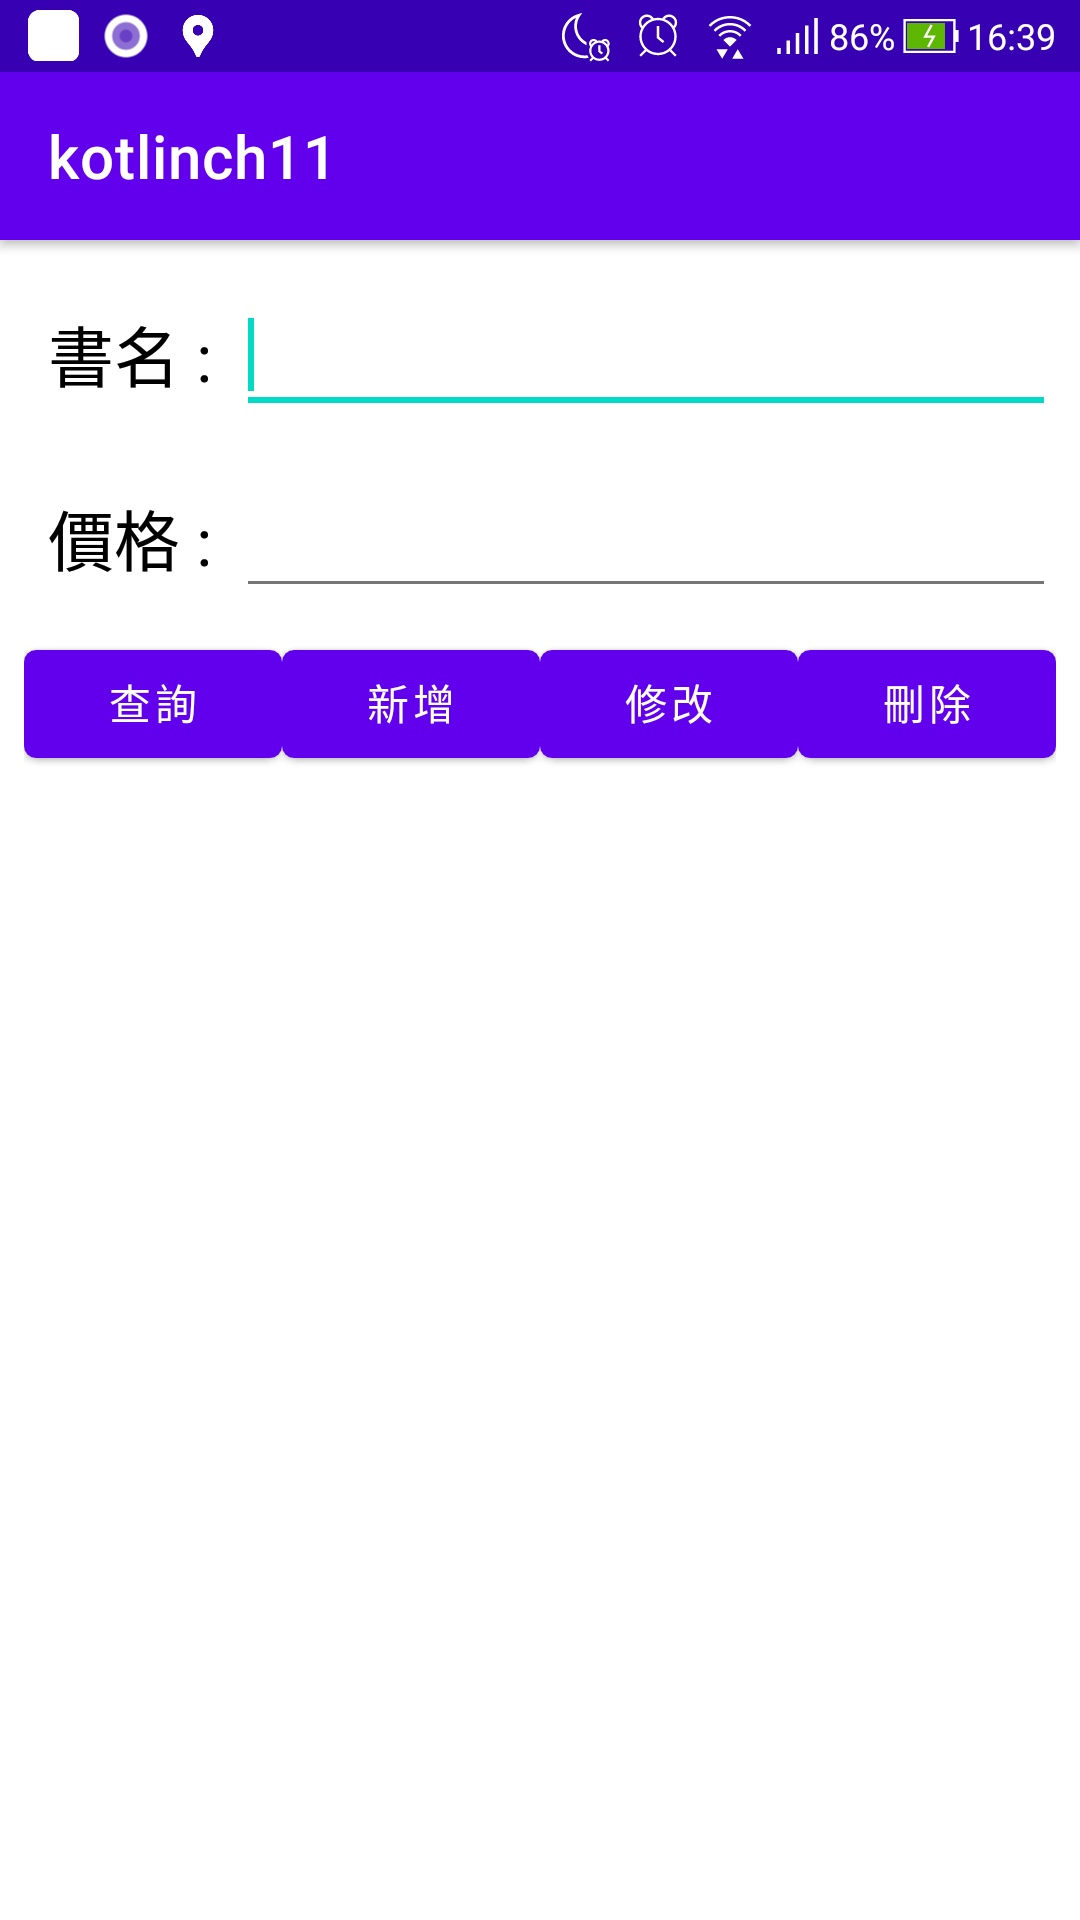 86% 16:39
kotlinch11
書名 :
價格 :
查詢 新增 修改 刪除